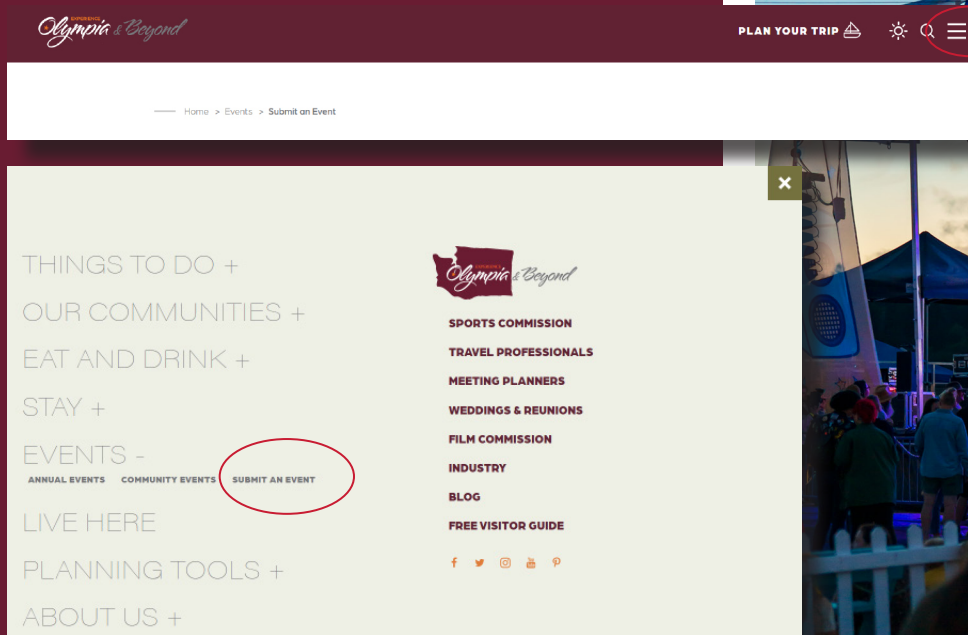 EXPERIENCE
Olympia & Beyond
PLAN YOUR TRIP
Home > Events > Submit an Event
×
THINGS TO DO +
OUR COMMUNITIES +
EAT AND DRINK +
STAY +
EVENTS -
ANNUAL EVENTS COMMUNITY EVENTS SUBMIT AN EVENT
LIVE HERE
PLANNING TOOLS +
ABOUT US +
EXPERIENCE
Olympia & Beyond
SPORTS COMMISSION
TRAVEL PROFESSIONALS
MEETING PLANNERS
WEDDINGS & REUNIONS
FILM COMMISSION
INDUSTRY
BLOG
FREE VISITOR GUIDE